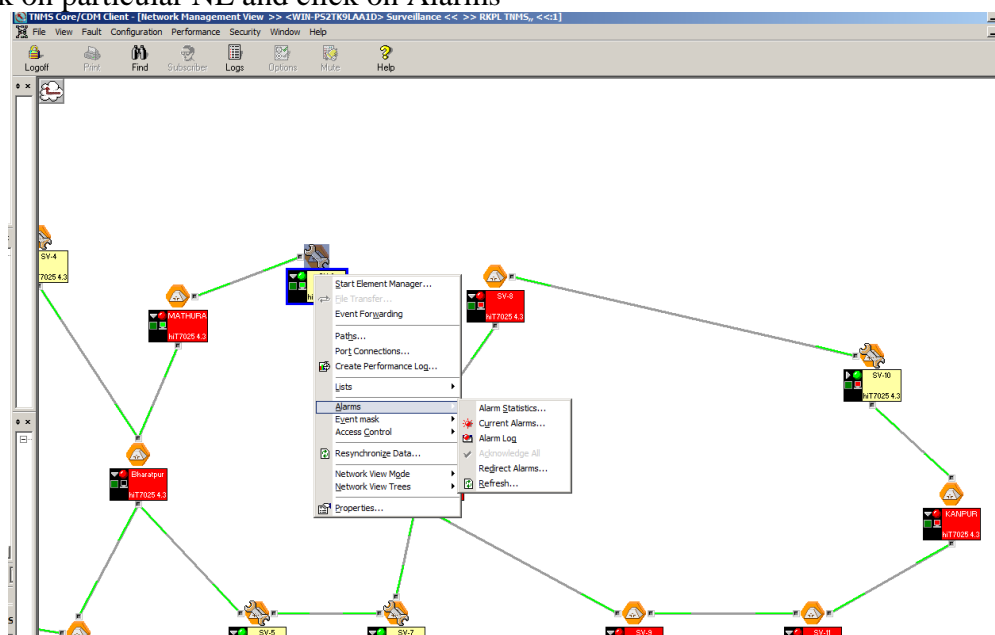 k on particular NE and click on Alarms
TNMS Core/CDM Client - [Network Management View >> <WIN-PS2TK9LAA1D> Surveillance << >> RKPL TNMS,, <<:1]
File View Fault Configuration Performance Security Window Help
Logoff Print Find Subscriber Logs Options Mute Help
SV-4
7025 4.3
MATHURA
hiT7025 4.3
SV-8
hiT7025 4.3
SV-10
hiT7025 4.3
Start Element Manager...
File Transfer...
Event Forwarding
Paths...
Port Connections...
Create Performance Log...
Lists
Alarms
Event mask
Access Control
Resynchronize Data...
Network View Mode
Network View Trees
Properties...
Alarm Statistics...
Current Alarms...
Alarm Log
Acknowledge All
Redirect Alarms...
Refresh...
Bharatpur
hiT7025 4.3
KANPUR
hiT7025 4.3
SV-5
SV-7
SV-9
SV-11